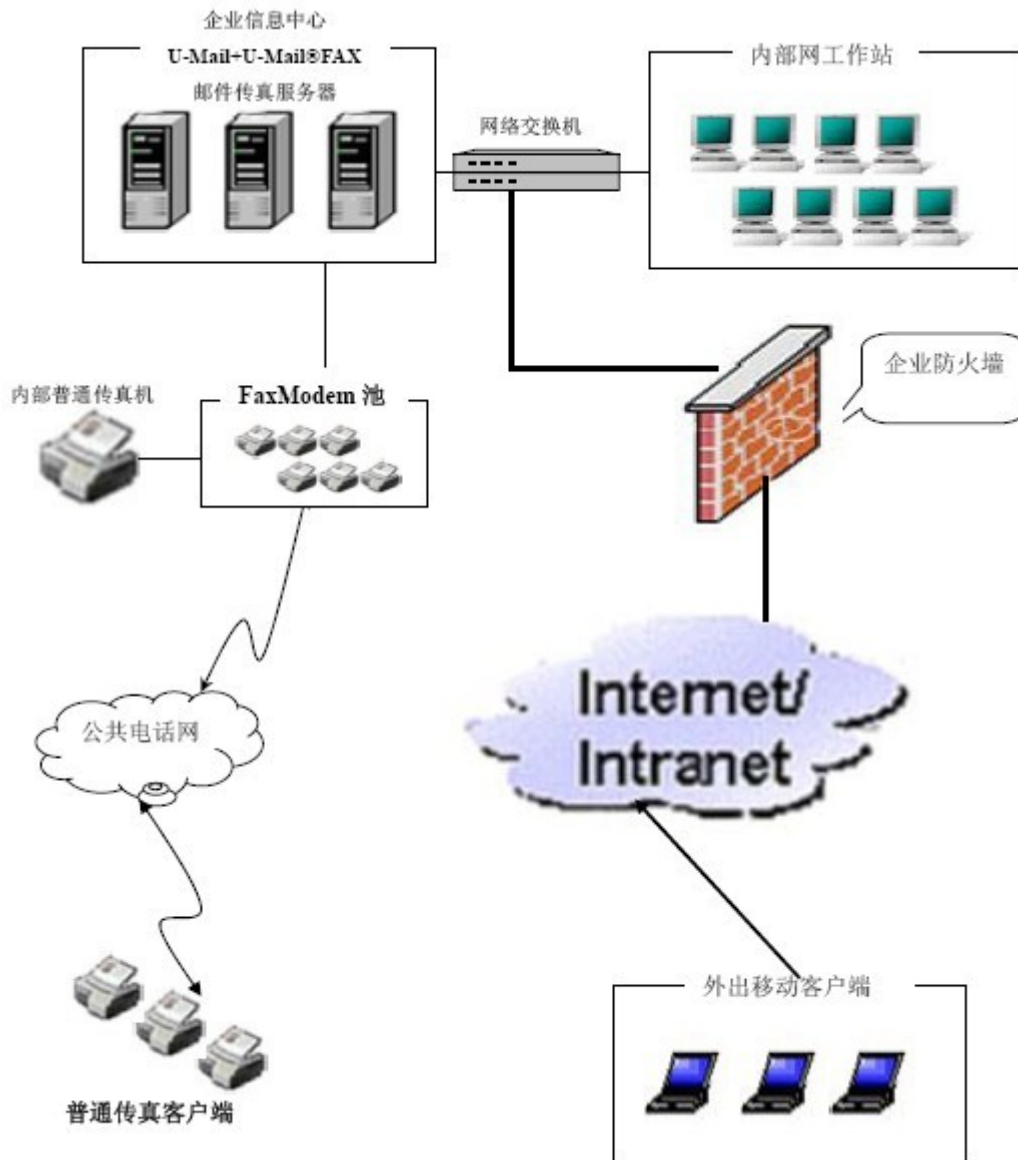 企业信息中心
U-Mail+U-Mail®FAX
邮件传真服务器
网络交换机
内部网工作站
企业防火墙
内部普通传真机
FaxModem 池
公共电话网
Internet/
Intranet
外出移动客户端
普通传真客户端